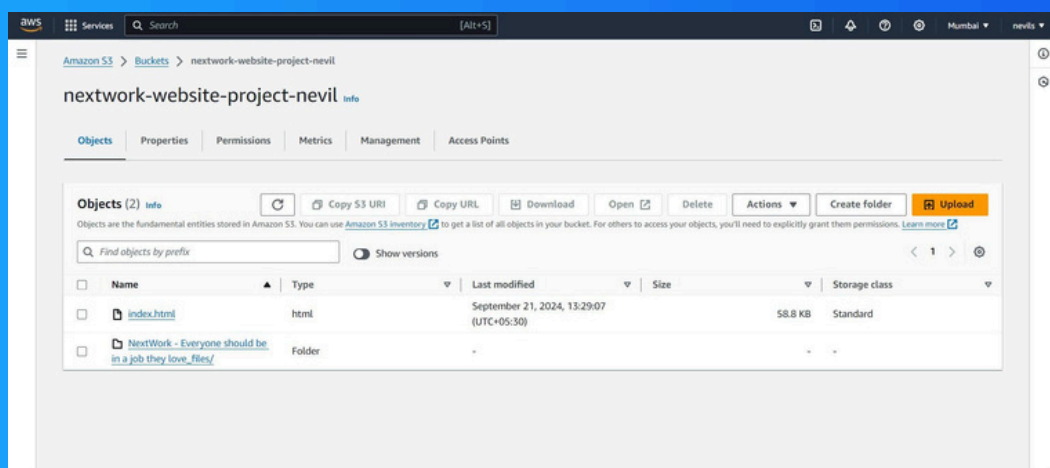 aws
Services
Search
[Alt+S]
Mumbai
nevils
Amazon S3 > Buckets > nextwork-website-project-nevil
nextwork-website-project-nevil Info
Objects Properties Permissions Metrics Management Access Points
Objects (2) Info
Copy S3 URI Copy URL Download Open Delete Actions Create folder Upload
Objects are the fundamental entities stored in Amazon S3. You can use Amazon S3 inventory to get a list of all objects in your bucket. For others to access your objects, you'll need to explicitly grant them permissions. Learn more
Find objects by prefix
Show versions
1
Name Type Last modified Size Storage class
index.html html September 21, 2024, 13:29:07 58.8 KB Standard
(UTC+05:30)
NextWork - Everyone should be Folder - - -
in a job they love_files/